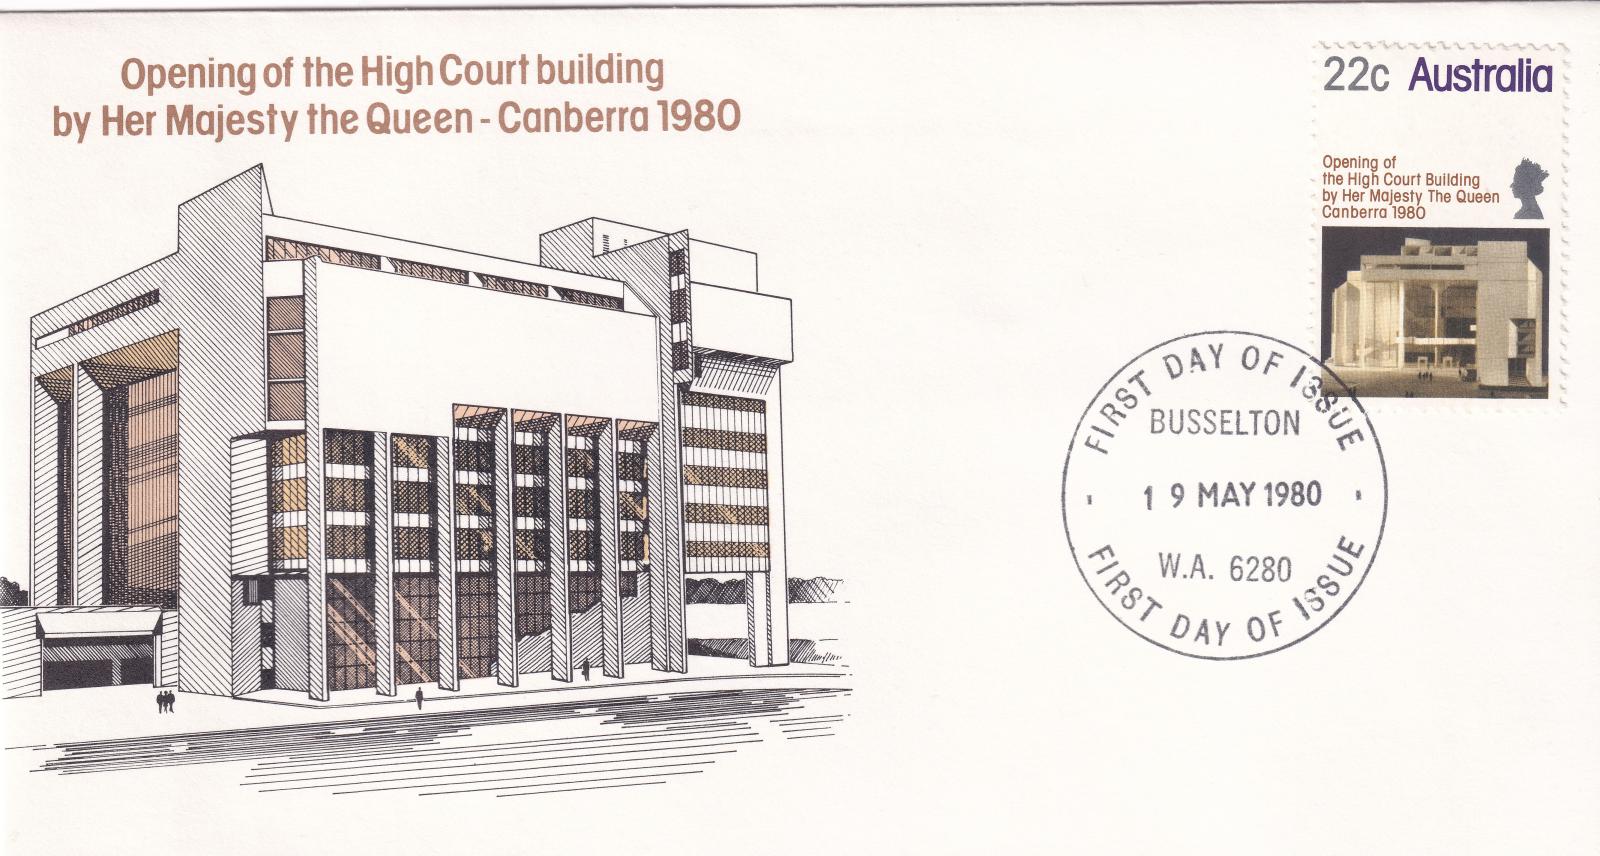 Opening of the High Court building
by Her Majesty the Queen - Canberra 1980
22c Australia
Opening of
the High Court Building
by Her Majesty The Queen
Canberra 1980
FIRST DAY OF ISSUE
BUSSELTON
19 MAY 1980
W.A. 6280
FIRST DAY OF ISSUE